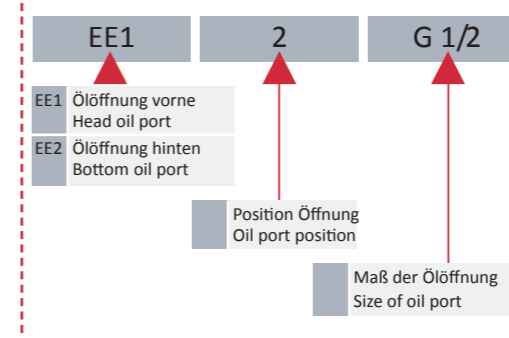 EE1 2 G 1/2
EE1 Ölöffnung vorne
Head oil port
EE2 Ölöffnung hinten
Bottom oil port
Position Öffnung
Oil port position
Maß der Ölöffnung
Size of oil port